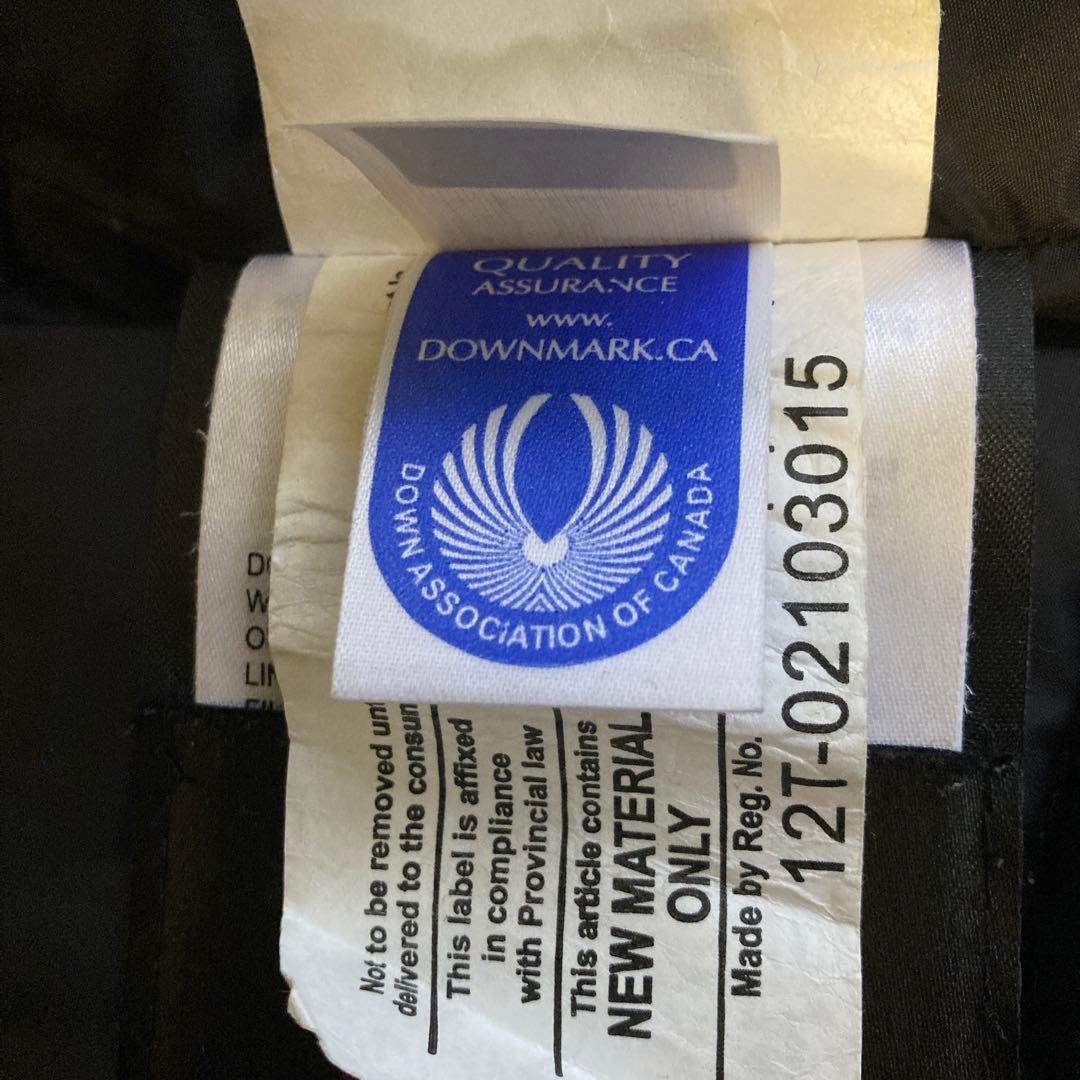 QUALITY
ASSURANCE
www.
DOWNMARK.CA
DOWN ASSOCiATION OF CANADA
Not to be removed
delivered to the
This label is affixed
in compliance
with Provincial law
This article contains
NEW MATERIAL
ONLY
Made by Reg. No.
12T-02103015